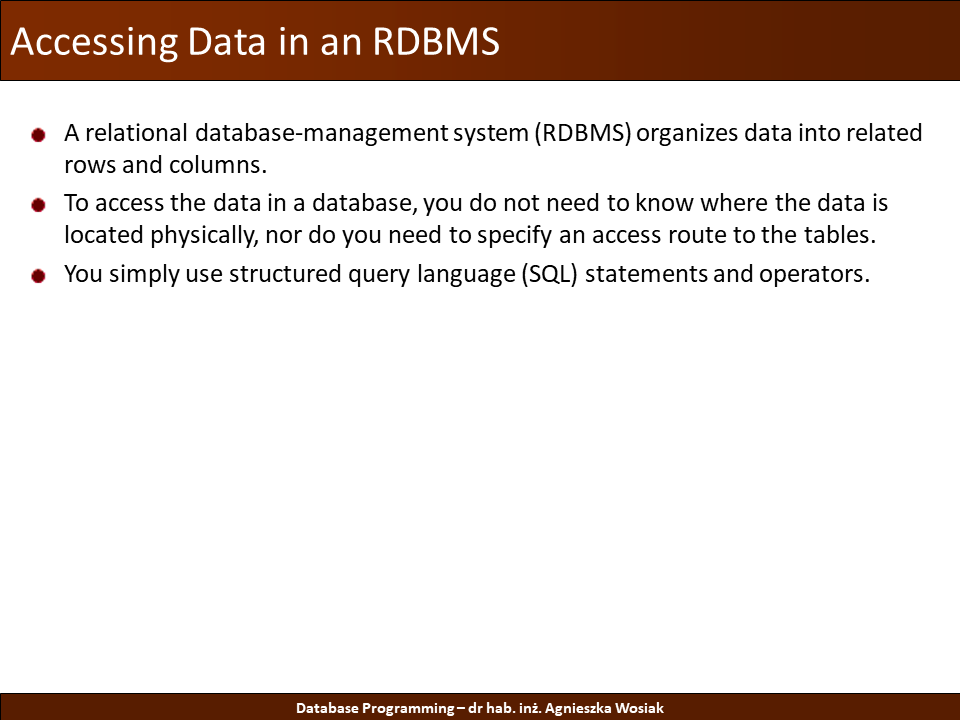 Accessing Data in an RDBMS
A relational database-management system (RDBMS) organizes data into related
rows and columns.
To access the data in a database, you do not need to know where the data is
located physically, nor do you need to specify an access route to the tables.
You simply use structured query language (SQL) statements and operators.
Database Programming – dr hab. inż. Agnieszka Wosiak